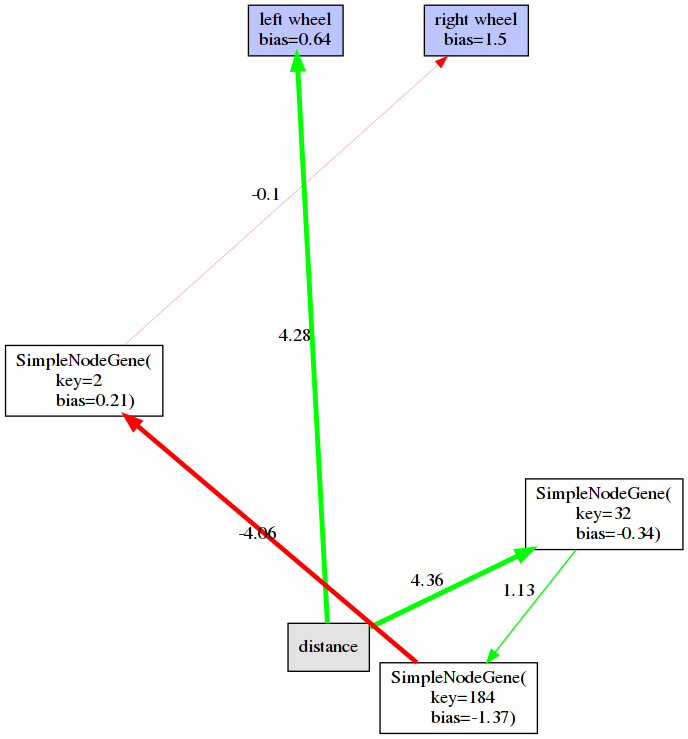 left wheel
bias=0.64
right wheel
bias=1.5
-0.1
4.28
SimpleNodeGene(
key=2
bias=0.21)
SimpleNodeGene(
key=32
bias=-0.34)
-4.06
4.36
1.13
distance
SimpleNodeGene(
key=184
bias=-1.37)